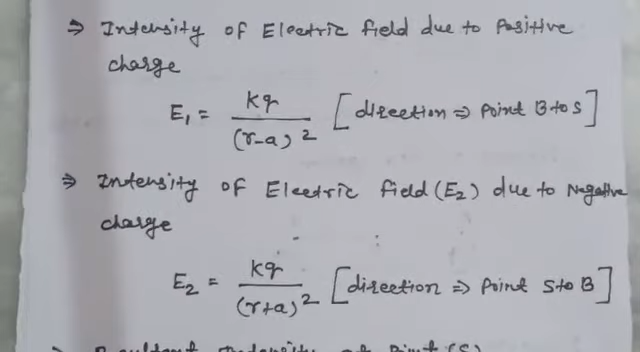 ⇒ Intensity of Electric field due to Positive
charge
E₁ = kq / (r-a)² [direction ⇒ Point B to S]
⇒ Intensity of Electric field (E₂) due to Negative
charge
E₂ = kq / (r+a)² [direction ⇒ Point S to B]